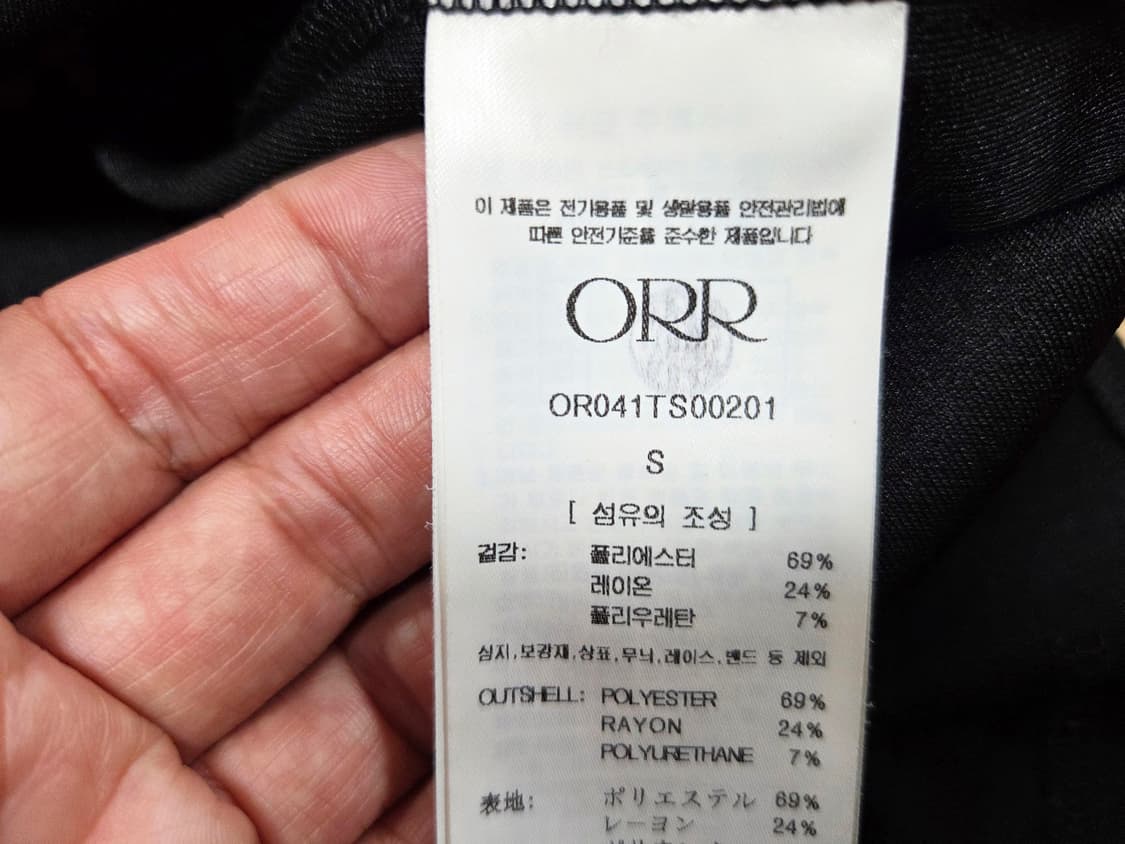 이 제품은 전기용품 및 생활용품 안전관리법에
따른 안전기준을 준수한 제품입니다
ORR
OR041TS00201
S
[ 섬유의 조성 ]
겉감: 폴리에스터 69%
레이온 24%
폴리우레탄 7%
심지,보강재,상표,무늬,레이스,밴드 등 제외
OUTSHELL: POLYESTER 69%
RAYON 24%
POLYURETHANE 7%
表地: ポリエステル 69%
レーヨン 24%